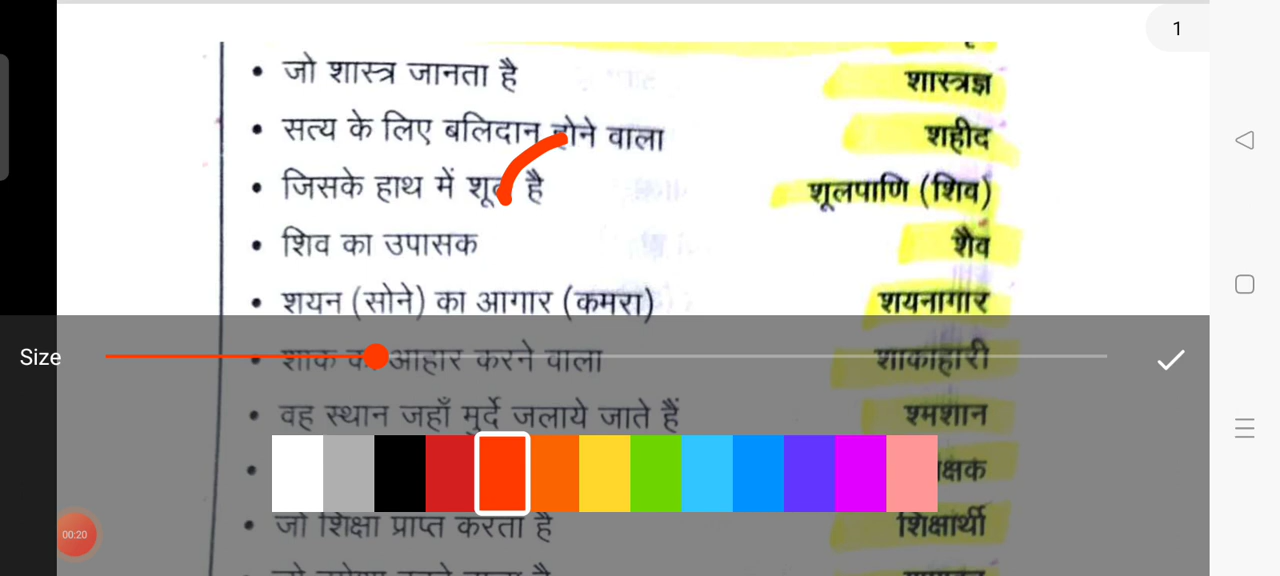 1
जो शास्त्र जानता है शास्त्रज्ञ
सत्य के लिए बलिदान होने वाला शहीद
जिसके हाथ में है शूलपाणि (शिव)
शिव का उपासक शैव
शयन (सोने) का आगार (कमरा) शयनागार
Size
शाक का आहार करने वाला शाकाहारी
वह स्थान जहाँ मुर्दे जलाये जाते हैं श्मशान
00:20
जो शिक्षा प्राप्त करता है शिक्षार्थी